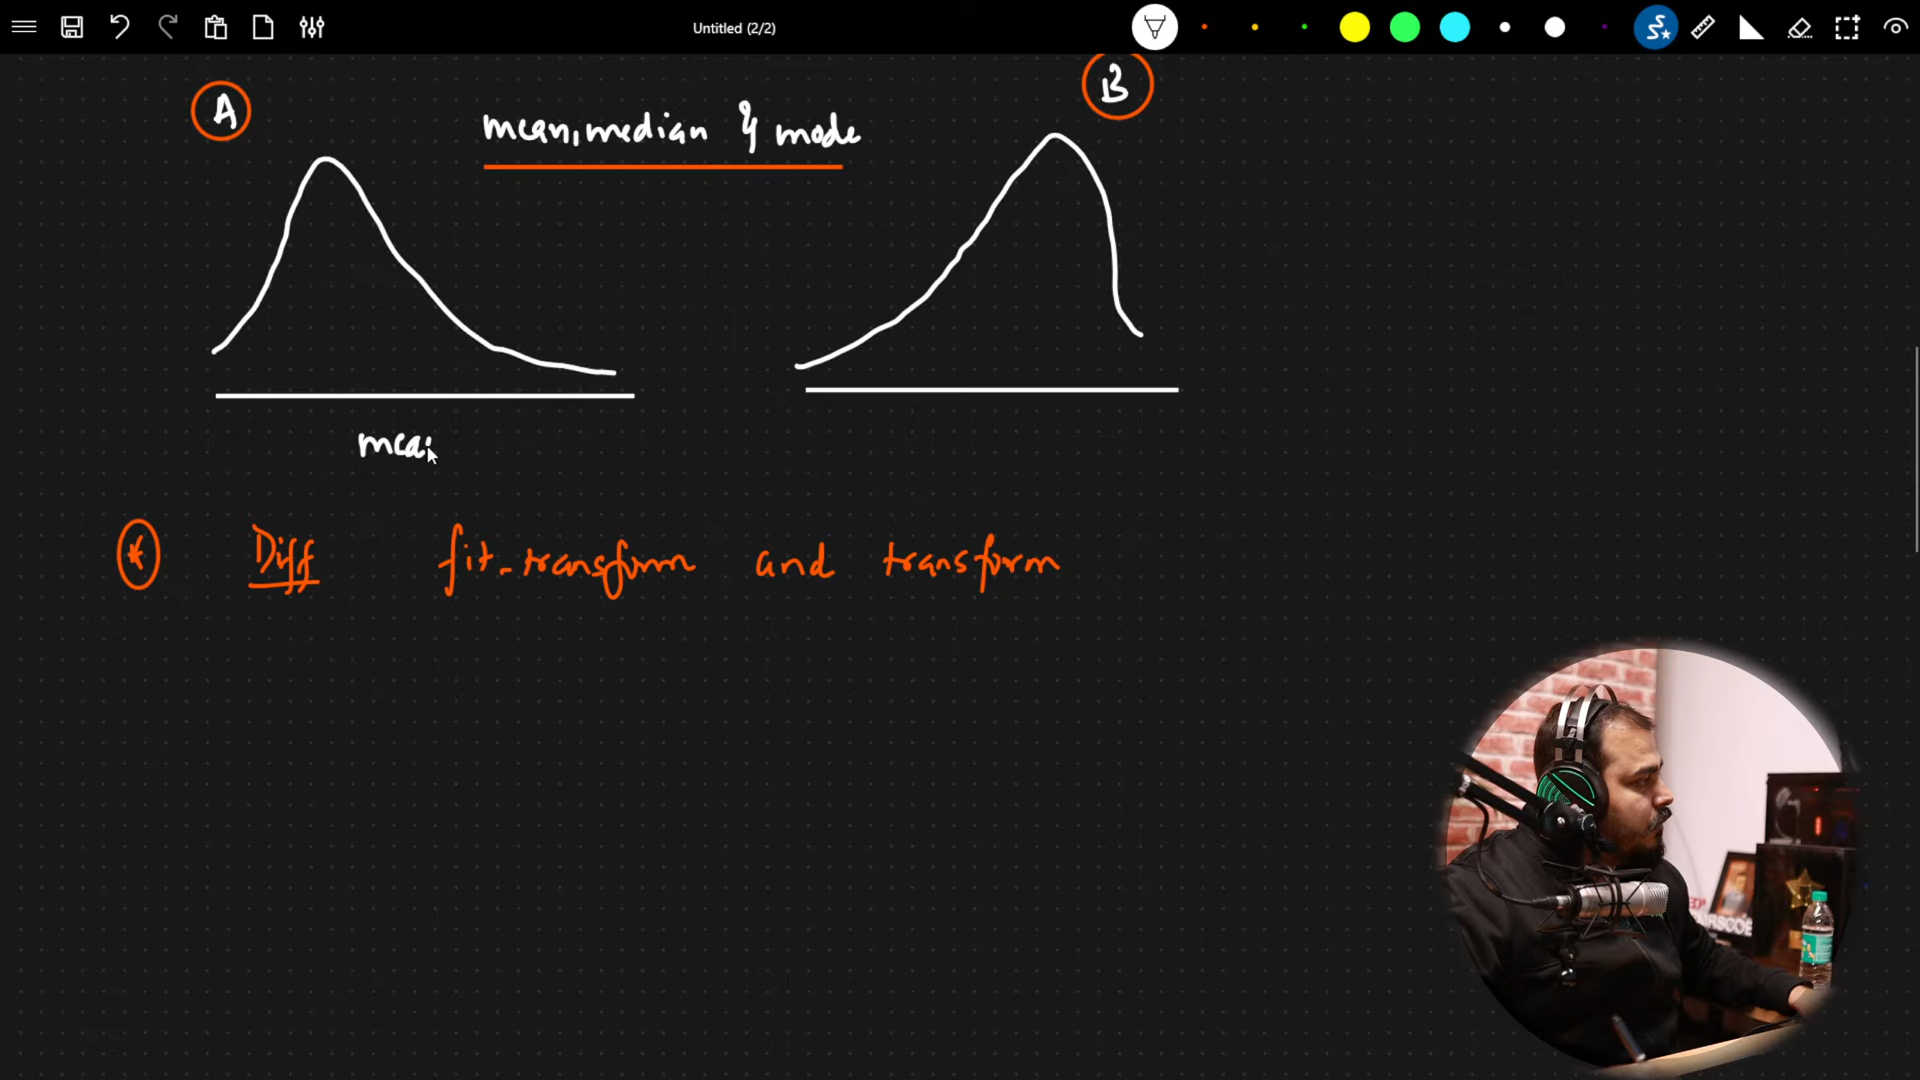 Untitled (2/2)
A
B
mean, median & mode
mea
* Diff fit-transform and transform